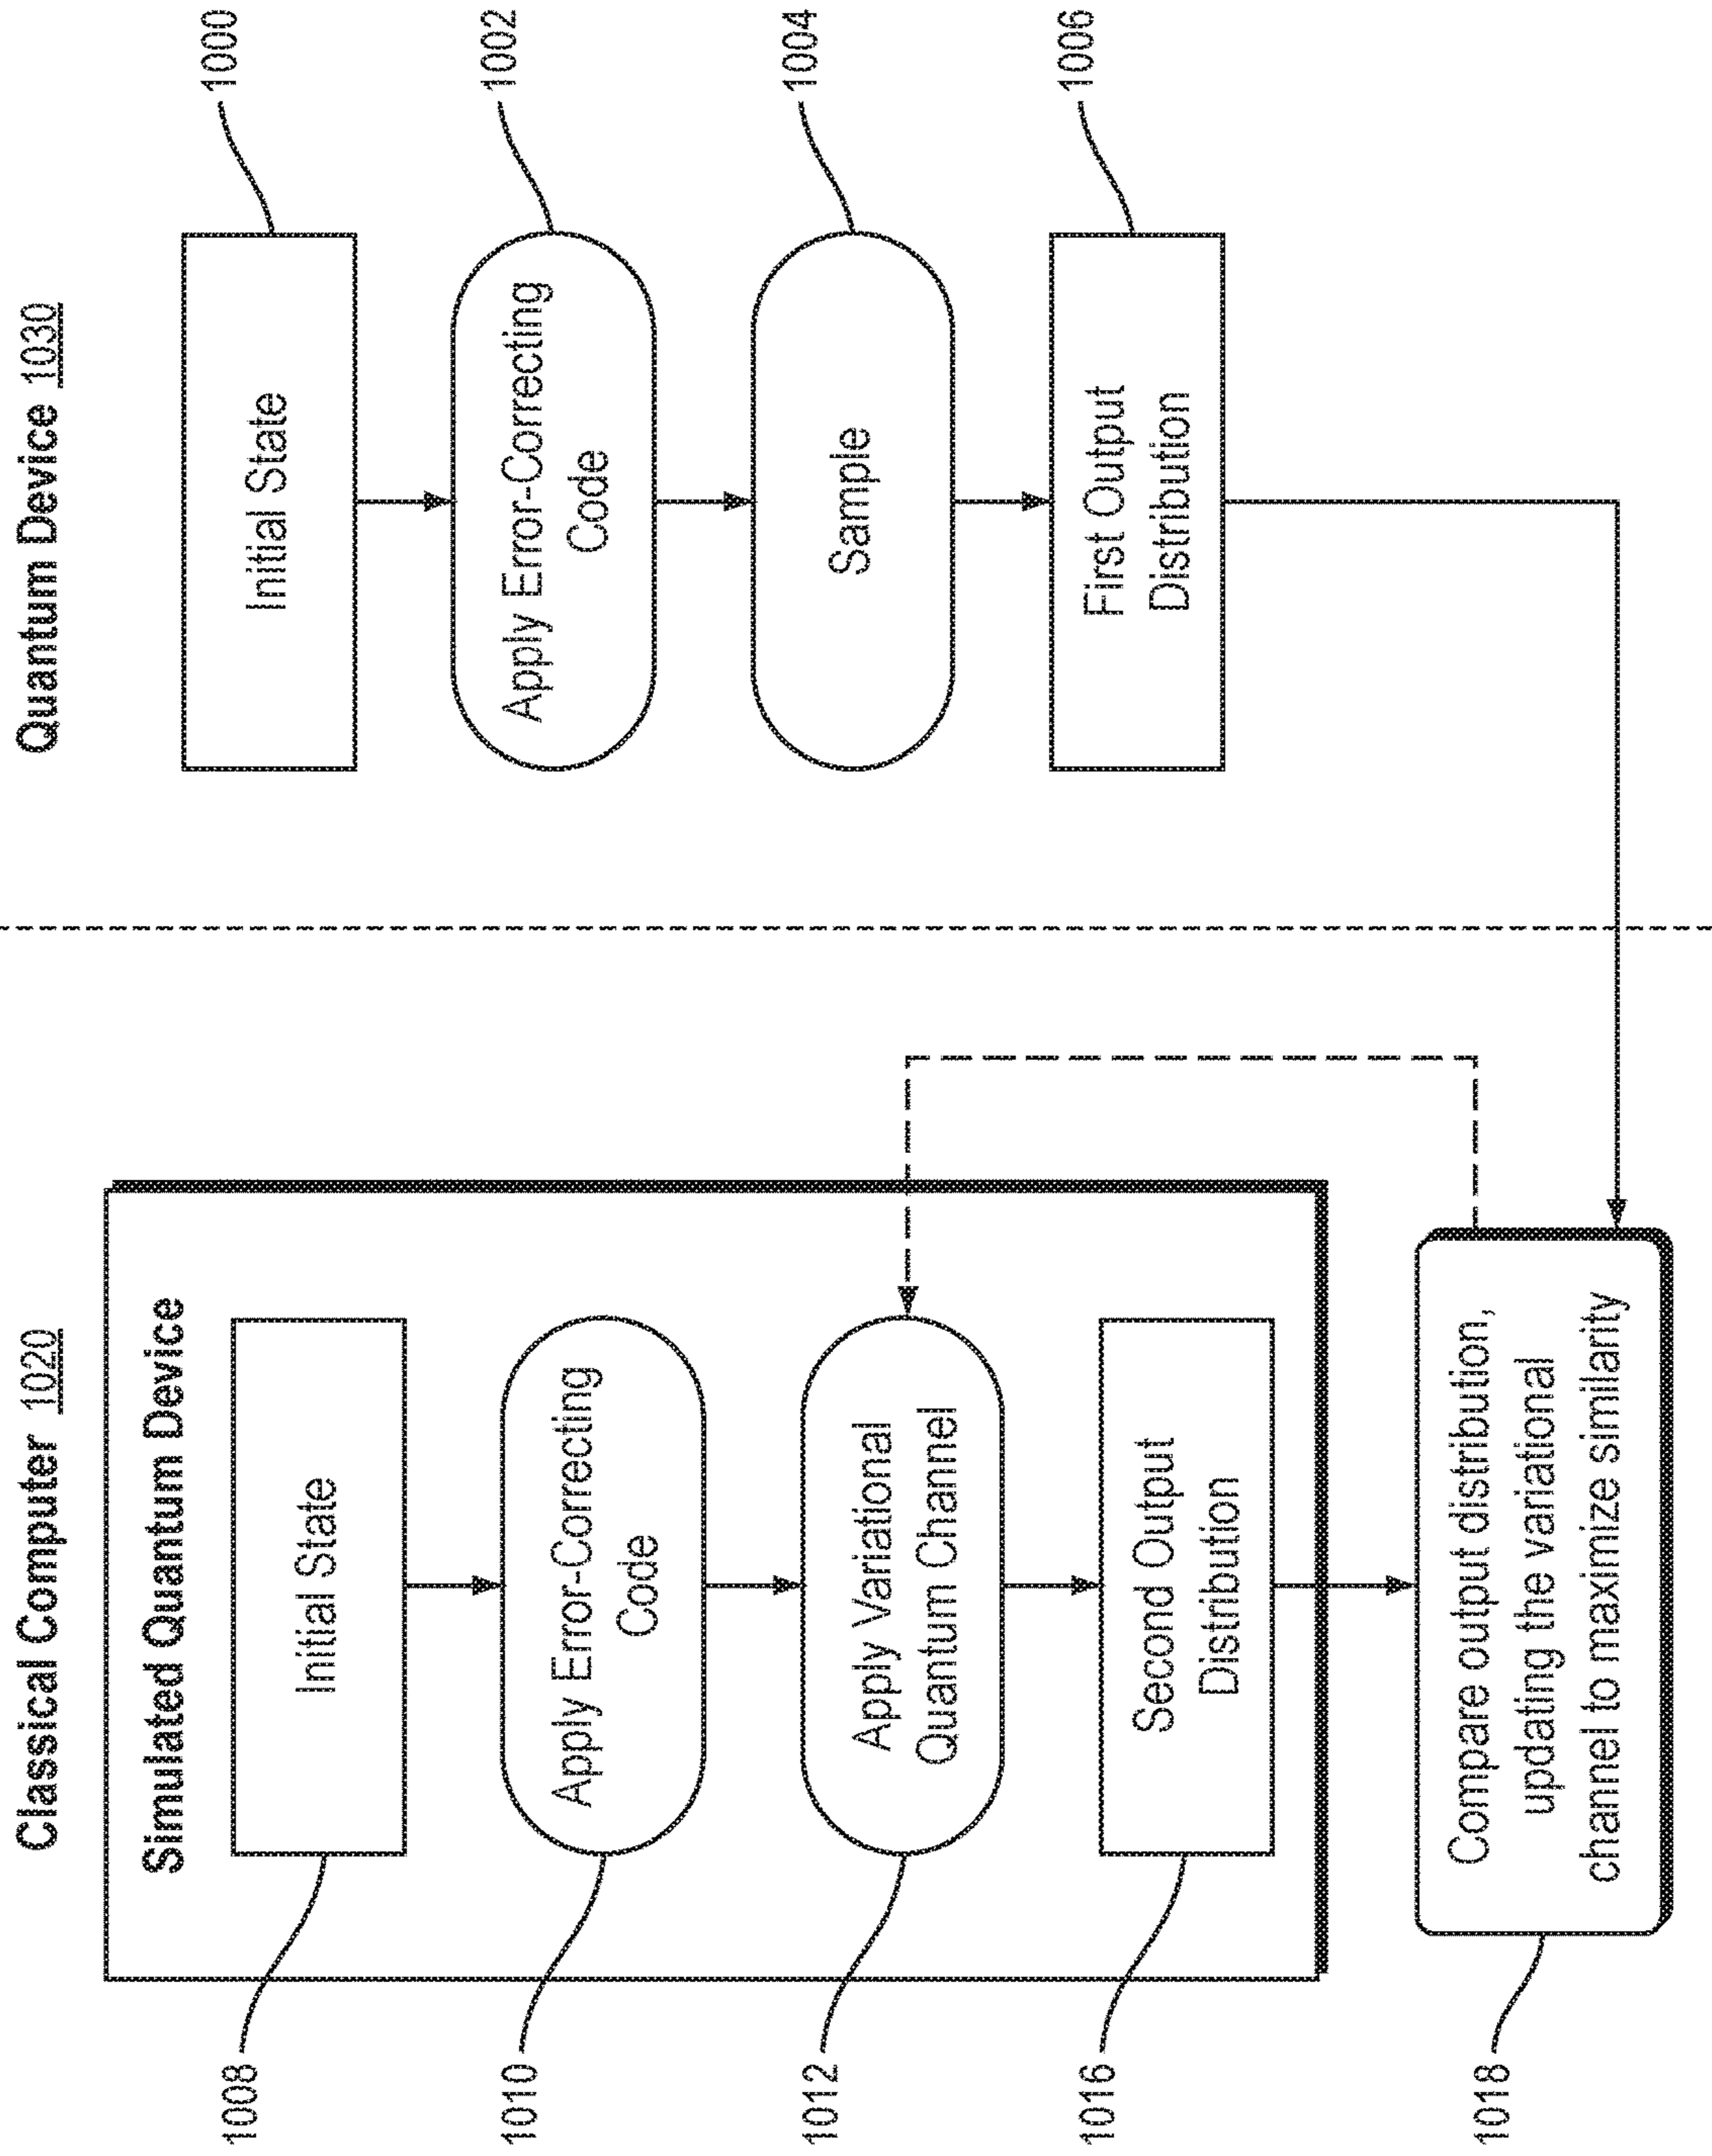 Classical Computer 1020
Simulated Quantum Device
1008
Initial State
1010
Apply Error-Correcting
Code
1012
Apply Variational
Quantum Channel
1016
Second Output
Distribution
1018
Compare output distribution,
updating the variational
channel to maximize similarity
Quantum Device 1030
Initial State
1000
Apply Error-Correcting
Code
1002
Sample
1004
First Output
Distribution
1006